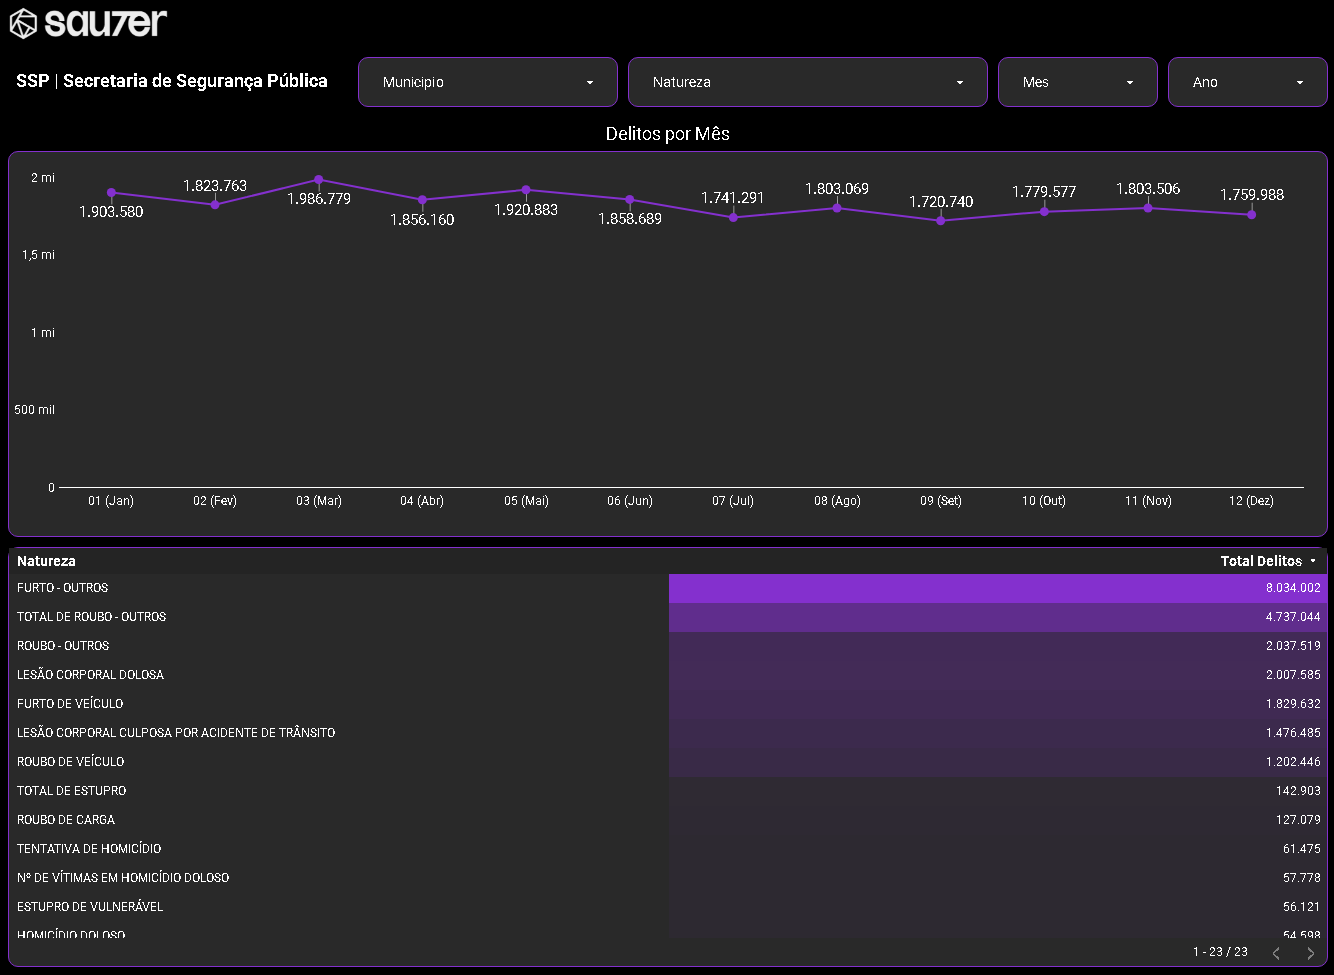 sau7er
SSP | Secretaria de Segurança Pública
Municipio
Natureza
Mes
Ano
Delitos por Mês
2 mi
1,5 mi
1 mi
500 mil
0
1.903.580
1.823.763
1.986.779
1.856.160
1.920.883
1.858.689
1.741.291
1.803.069
1.720.740
1.779.577
1.803.506
1.759.988
01 (Jan)
02 (Fev)
03 (Mar)
04 (Abr)
05 (Mai)
06 (Jun)
07 (Jul)
08 (Ago)
09 (Set)
10 (Out)
11 (Nov)
12 (Dez)
Natureza Total Delitos
FURTO - OUTROS 8.034.002
TOTAL DE ROUBO - OUTROS 4.737.044
ROUBO - OUTROS 2.037.519
LESÃO CORPORAL DOLOSA 2.007.585
FURTO DE VEÍCULO 1.829.632
LESÃO CORPORAL CULPOSA POR ACIDENTE DE TRÂNSITO 1.476.485
ROUBO DE VEÍCULO 1.202.446
TOTAL DE ESTUPRO 142.903
ROUBO DE CARGA 127.079
TENTATIVA DE HOMICÍDIO 61.475
Nº DE VÍTIMAS EM HOMICÍDIO DOLOSO 57.778
ESTUPRO DE VULNERÁVEL 56.121
HOMICÍDIO DOLOSO 54.598
1 - 23 / 23